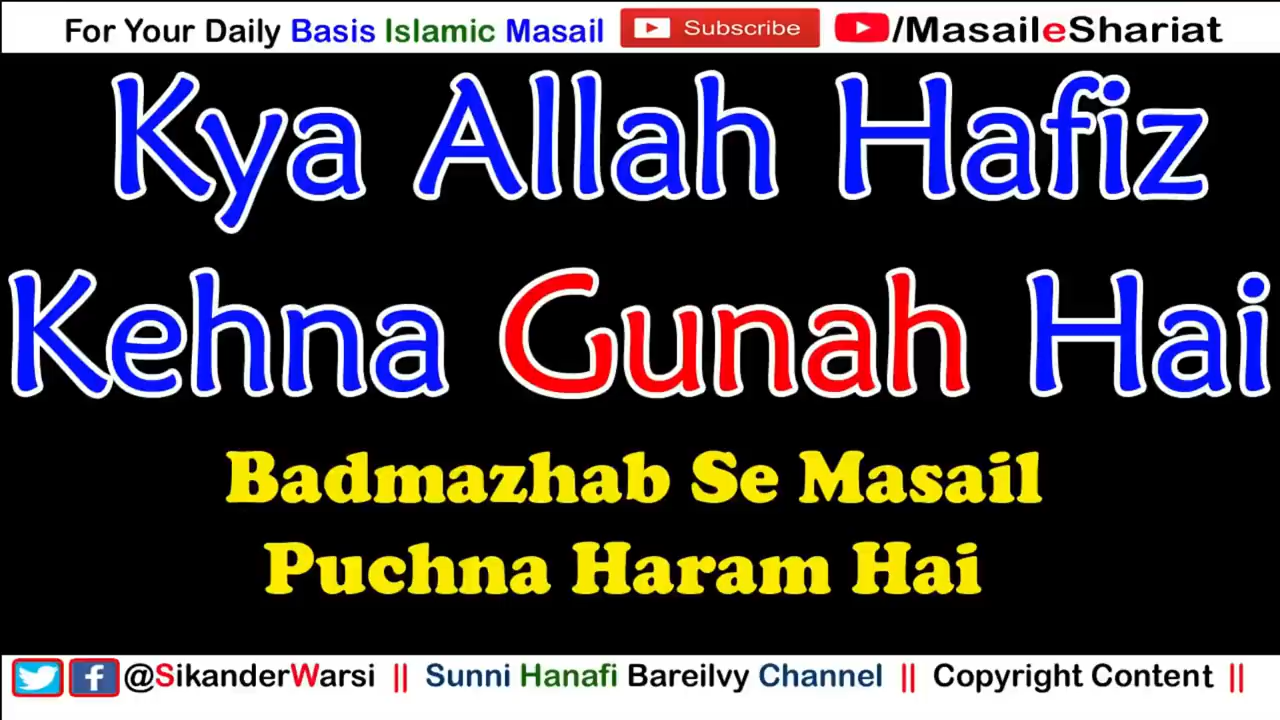 For Your Daily Basis Islamic Masail Subscribe /MasaileShariat
Kya Allah Hafiz
Kehna Gunah Hai
Badmazhab Se Masail
Puchna Haram Hai
@SikanderWarsi || Sunni Hanafi Bareilvy Channel || Copyright Content ||